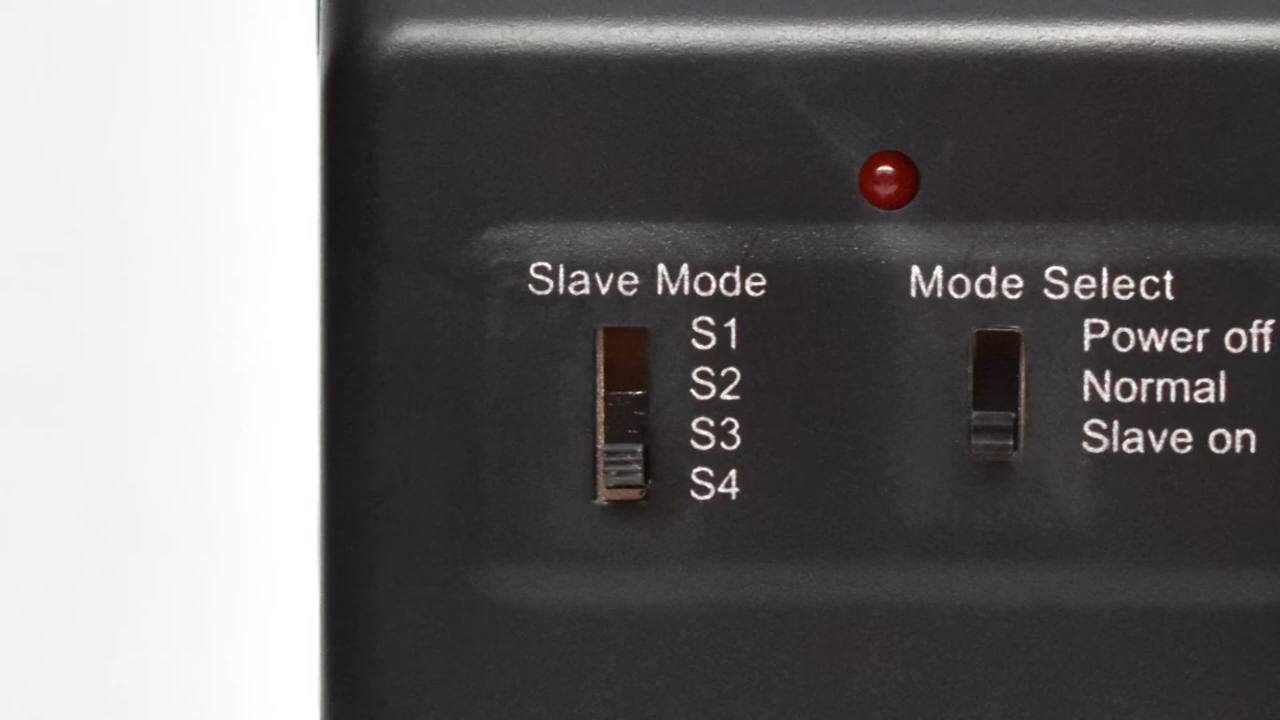 Slave Mode
S1
S2
S3
S4
Mode Select
Power off
Normal
Slave on